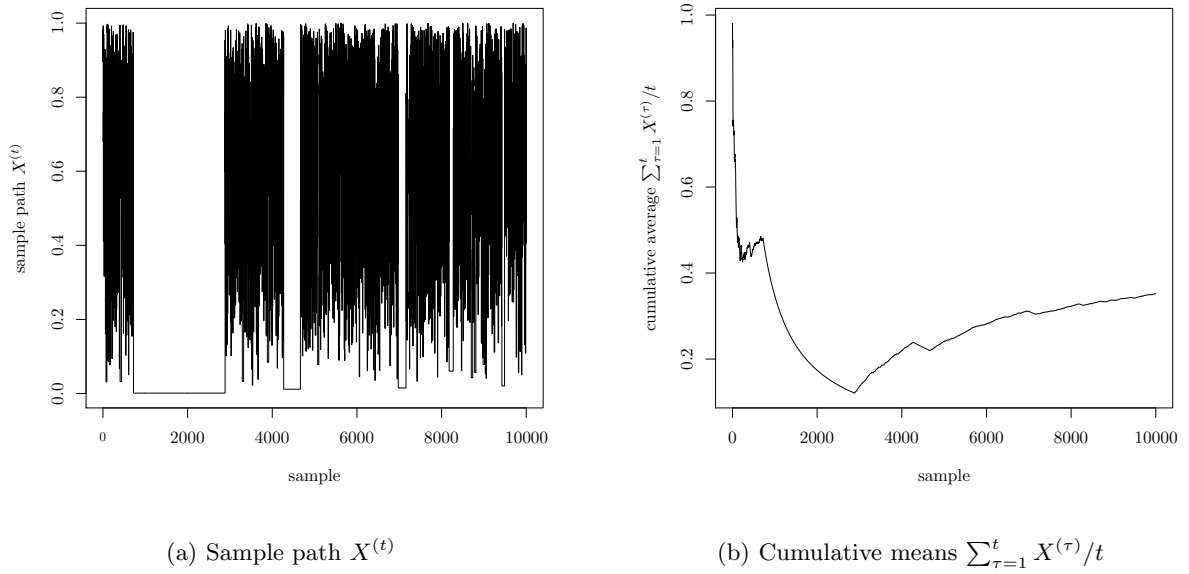 sample path X^(t)
0.0 0.2 0.4 0.6 0.8 1.0
0 2000 4000 6000 8000 10000
sample
(a) Sample path X^(t)
cumulative average ∑_{τ=1}^t X^(τ)/t
0.2 0.4 0.6 0.8 1.0
0 2000 4000 6000 8000 10000
sample
(b) Cumulative means ∑_{τ=1}^t X^(τ)/t